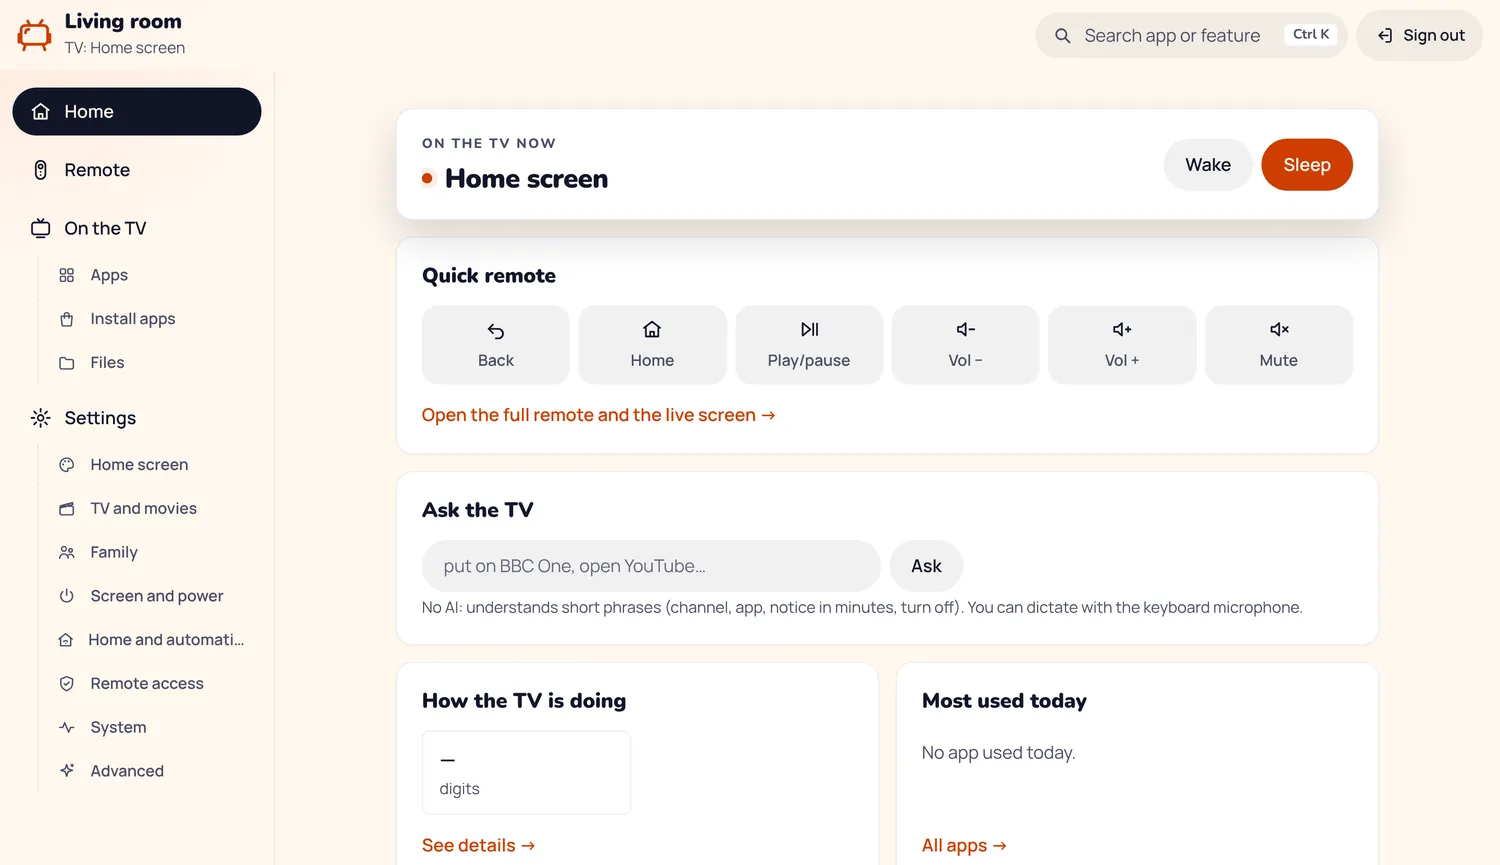 Living room
TV: Home screen
Search app or feature
Ctrl K
Sign out
Home
Remote
On the TV
Apps
Install apps
Files
Settings
Home screen
TV and movies
Family
Screen and power
Home and automati...
Remote access
System
Advanced
ON THE TV NOW
Home screen
Wake
Sleep
Quick remote
Back
Home
Play/pause
Vol −
Vol +
Mute
Open the full remote and the live screen →
Ask the TV
put on BBC One, open YouTube...
Ask
No AI: understands short phrases (channel, app, notice in minutes, turn off). You can dictate with the keyboard microphone.
How the TV is doing
—
digits
See details →
Most used today
No app used today.
All apps →